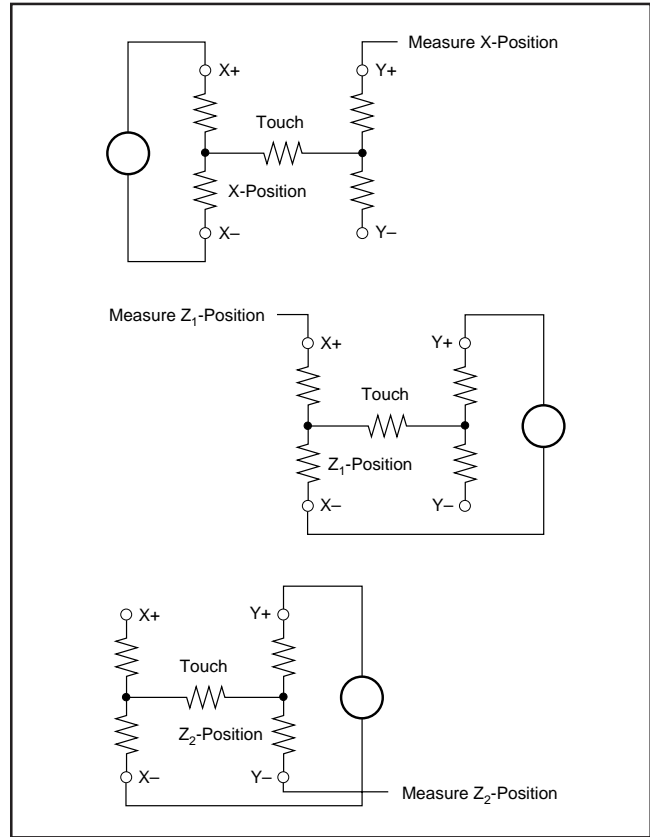 Measure X-Position
X+
Y+
Touch
X-Position
X–
Y–
Measure Z₁-Position
X+
Y+
Touch
Z₁-Position
X–
Y–
X+
Y+
Touch
Z₂-Position
X–
Y–
Measure Z₂-Position